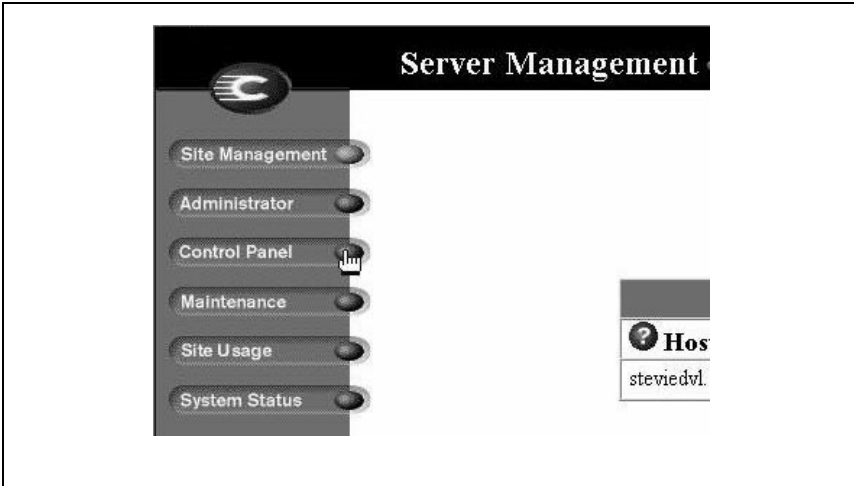 Server Management
Site Management
Administrator
Control Panel
Maintenance
Site Usage
System Status
? Hos
steviedvl.